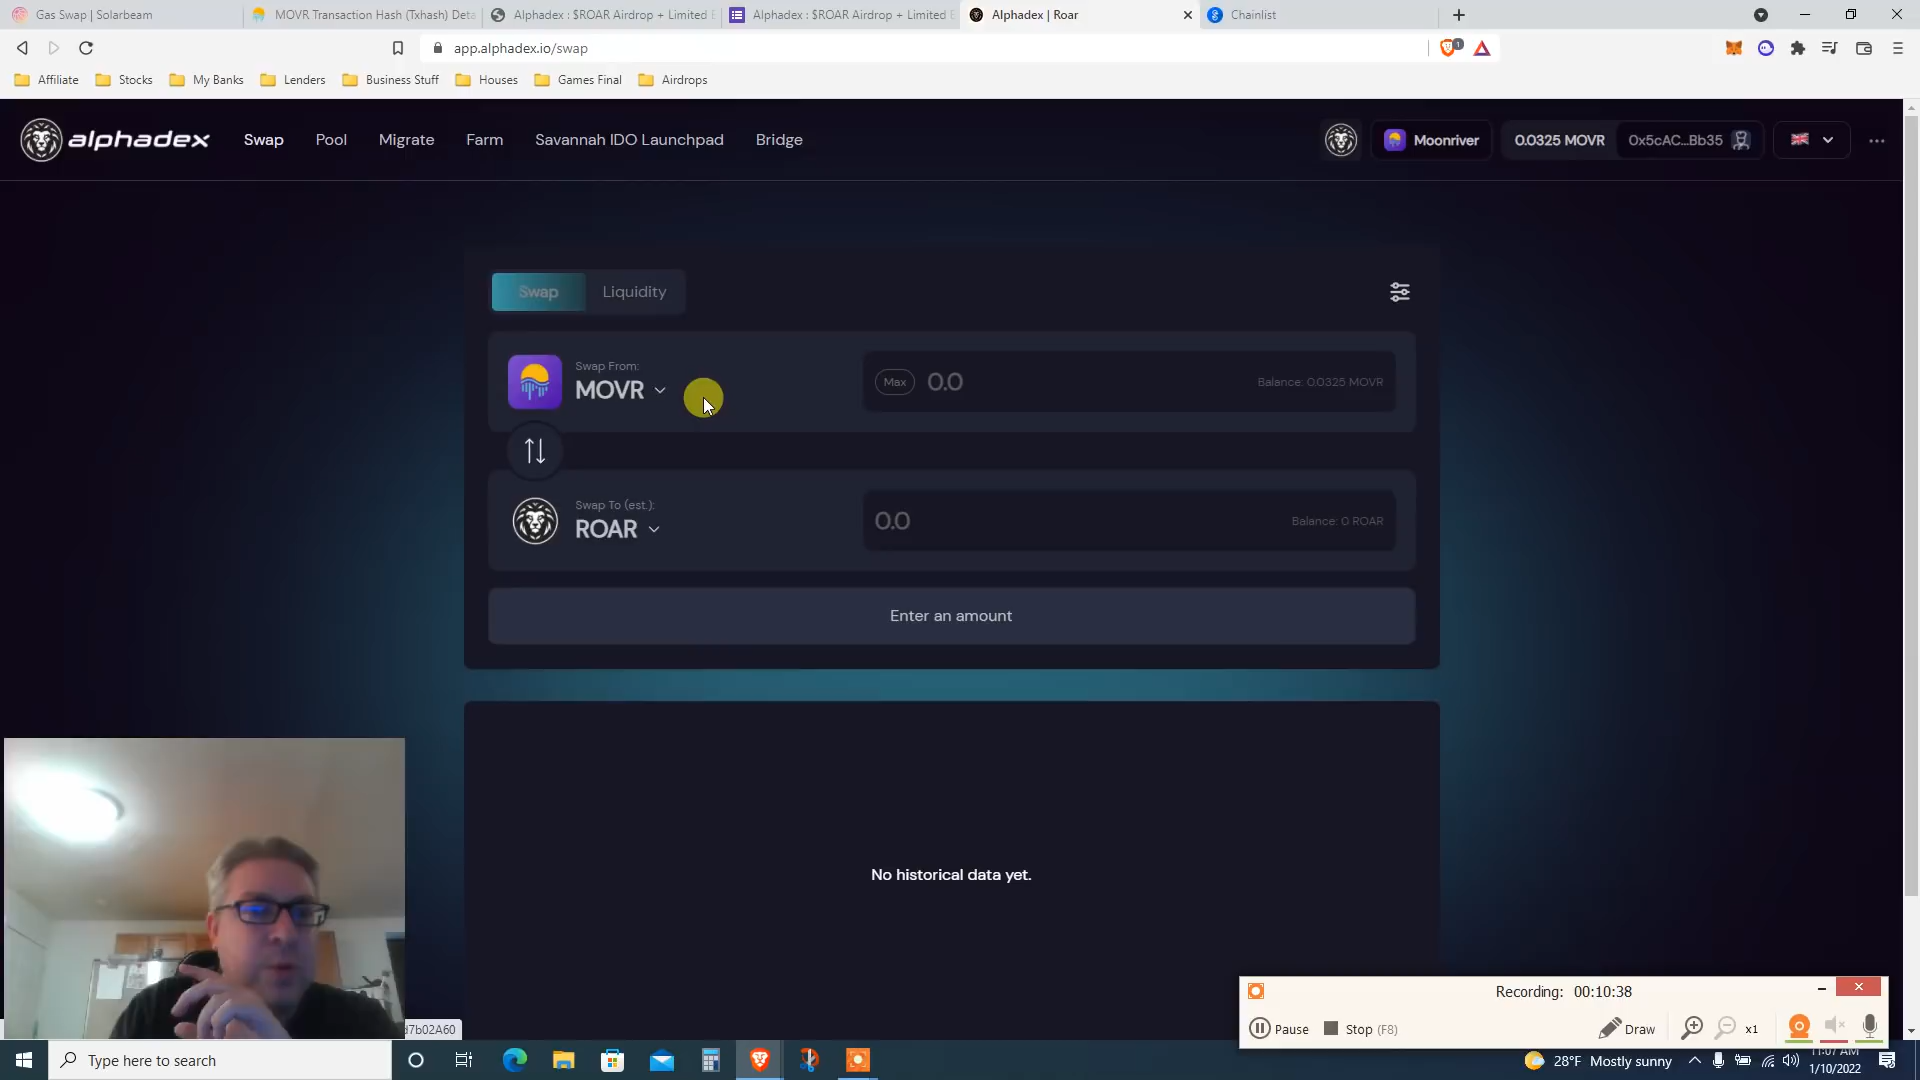 Gas Swap | Solarbeam
MOVR Transaction Hash (Txhash) Deta
Alphadex : $ROAR Airdrop + Limited E
Alphadex : $ROAR Airdrop + Limited E
Alphadex | Roar
Chainlist
app.alphadex.io/swap
1
Affiliate
Stocks
My Banks
Lenders
Business Stuff
Houses
Games Final
Airdrops
alphadex
Swap
Pool
Migrate
Farm
Savannah IDO Launchpad
Bridge
Moonriver
0.0325 MOVR
0x5cAC...Bb35
Swap
Liquidity
Swap From:
MOVR
Max
0.0
Balance: 0.0325 MOVR
Swap To (est.):
ROAR
0.0
Balance: 0 ROAR
Enter an amount
No historical data yet.
d7b02A60
Recording: 00:10:38
Pause
Stop (F8)
Draw
x1
Type here to search
28°F Mostly sunny
11:07 AM
1/10/2022